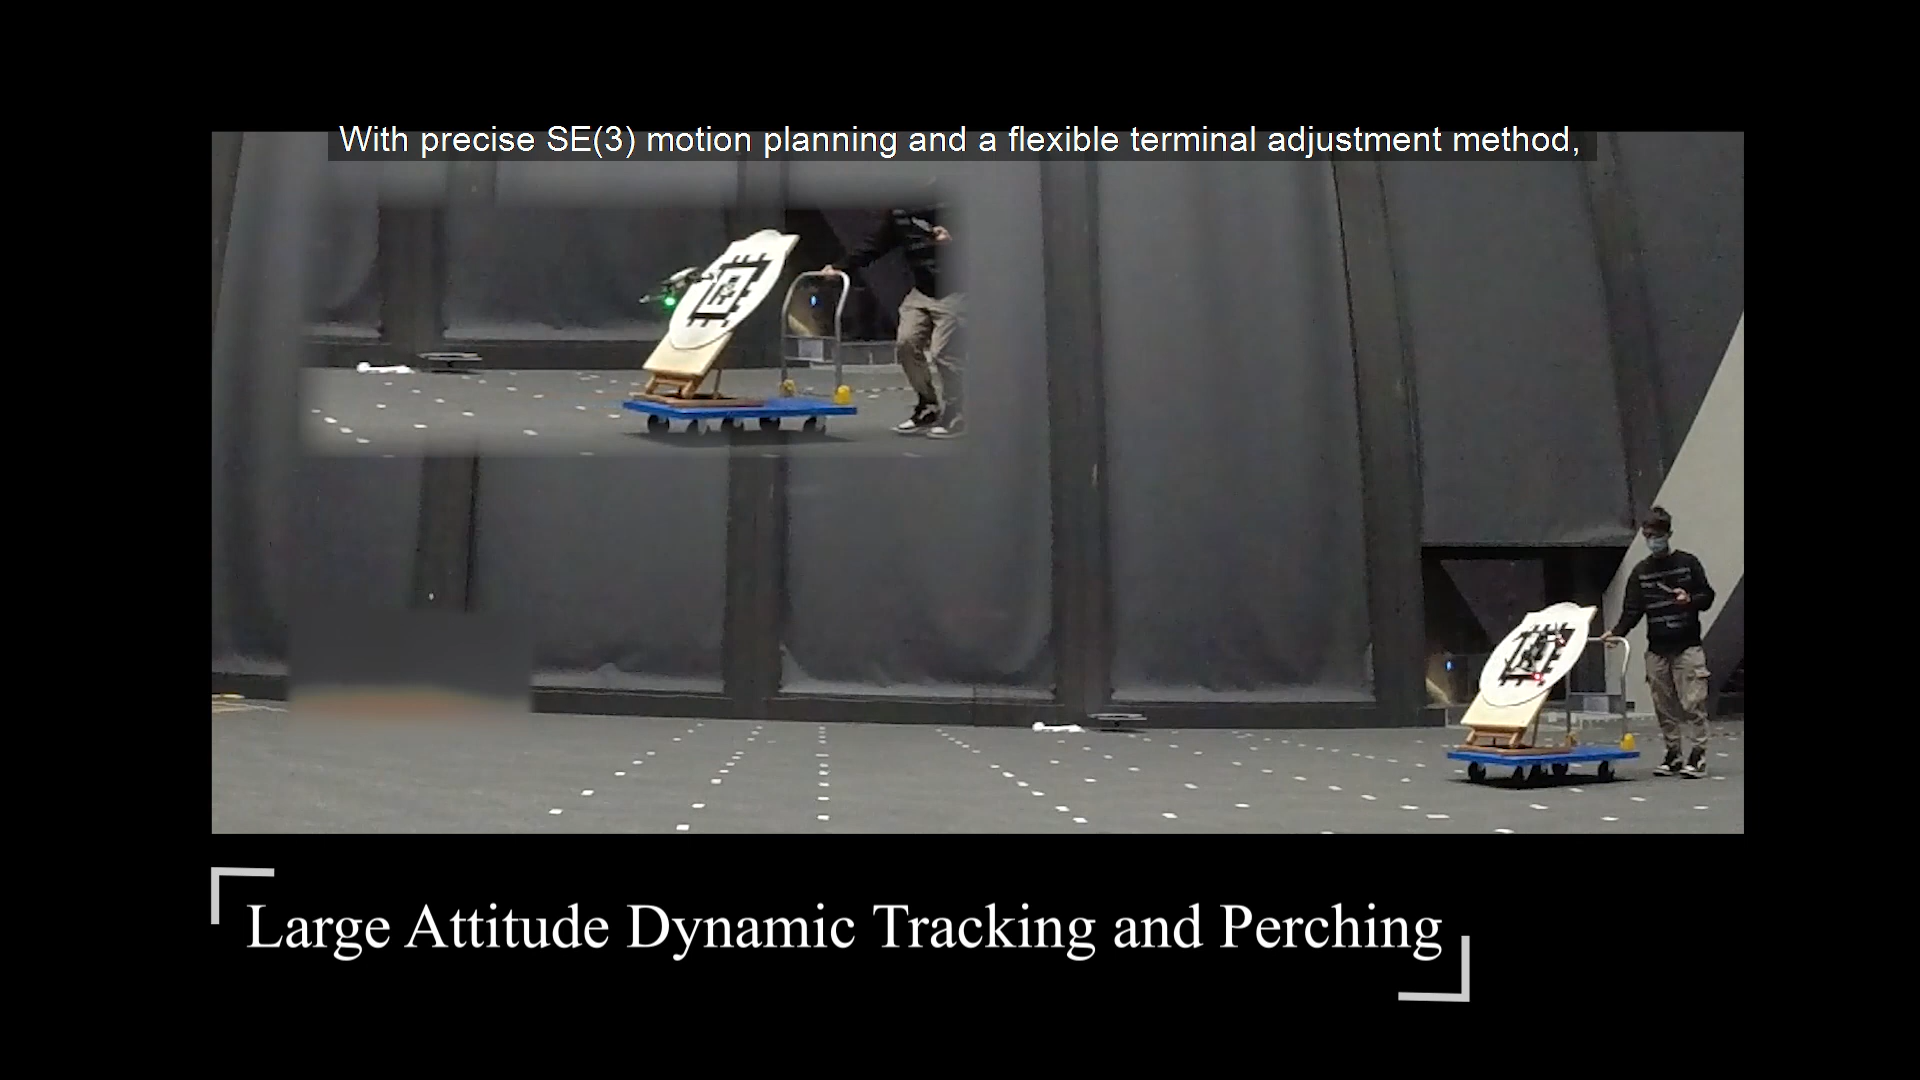 With precise SE(3) motion planning and a flexible terminal adjustment method,
Large Attitude Dynamic Tracking and Perching